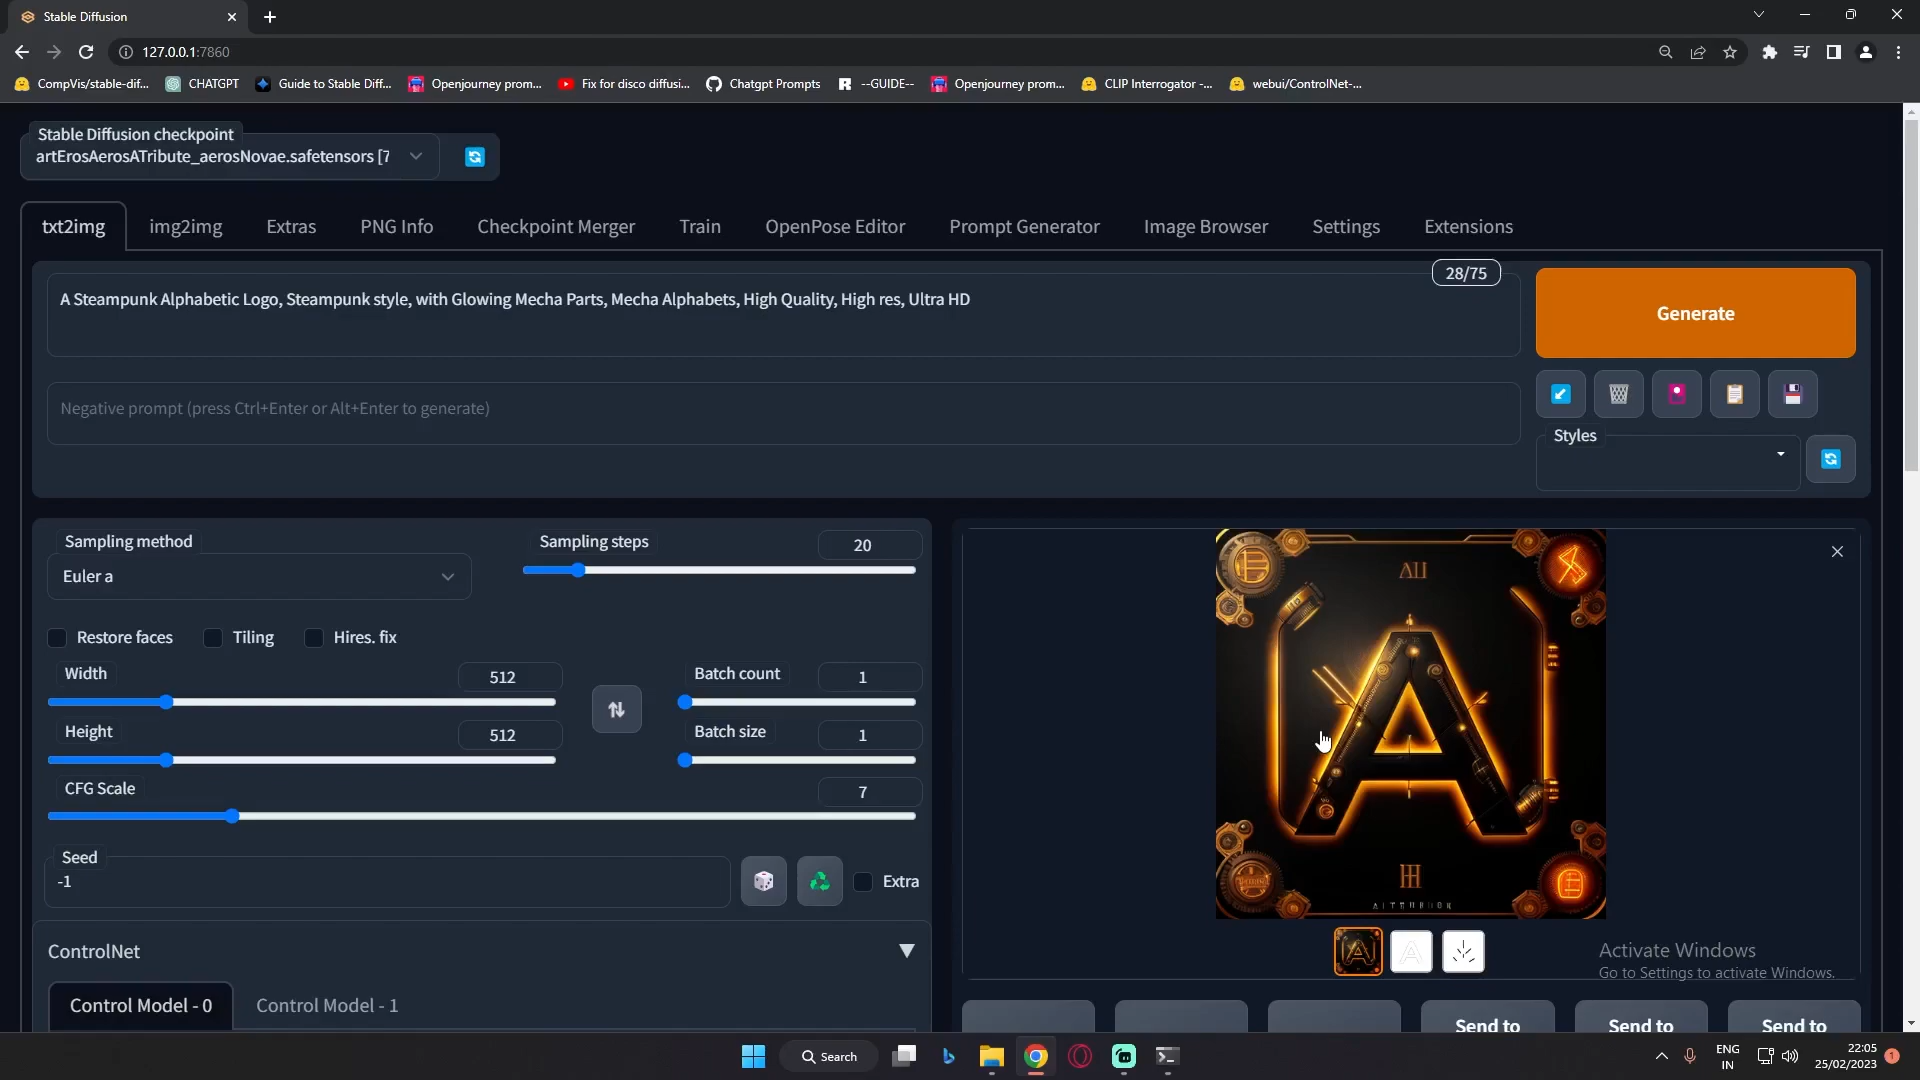 Stable Diffusion
127.0.0.1:7860
CompVis/stable-dif...
CHATGPT
Guide to Stable Diff...
Openjourney prom...
Fix for disco diffusi...
Chatgpt Prompts
--GUIDE--
Openjourney prom...
CLIP Interrogator -...
webui/ControlNet-...
Stable Diffusion checkpoint
artErosAerosATribute_aerosNovae.safetensors [7
txt2img
img2img
Extras
PNG Info
Checkpoint Merger
Train
OpenPose Editor
Prompt Generator
Image Browser
Settings
Extensions
28/75
A Steampunk Alphabetic Logo, Steampunk style, with Glowing Mecha Parts, Mecha Alphabets, High Quality, High res, Ultra HD
Generate
Negative prompt (press Ctrl+Enter or Alt+Enter to generate)
Styles
Sampling method
Euler a
Sampling steps
20
Restore faces
Tiling
Hires. fix
Width
512
Batch count
1
Height
512
Batch size
1
CFG Scale
7
Seed
-1
Extra
A
ControlNet
Control Model - 0
Control Model - 1
Activate Windows
Go to Settings to activate Windows.
Send to
Send to
Send to
Search
ENG
IN
22:05
25/02/2023
1